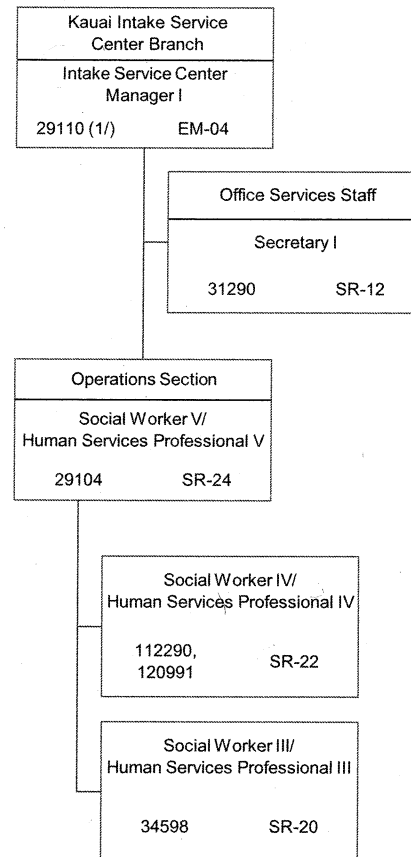 Kauai Intake Service
Center Branch
Intake Service Center
Manager I
29110 (1/) EM-04
Office Services Staff
Secretary I
31290 SR-12
Operations Section
Social Worker V/
Human Services Professional V
29104 SR-24
Social Worker IV/
Human Services Professional IV
112290,
120991 SR-22
Social Worker III/
Human Services Professional III
34598 SR-20